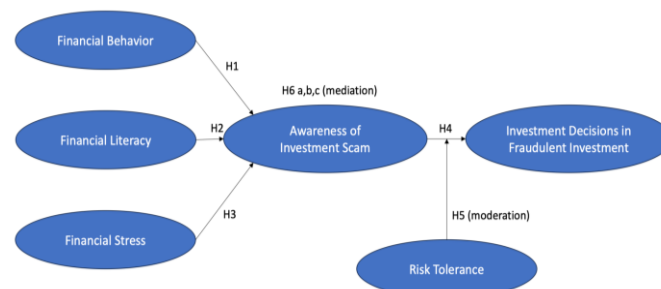 Financial Behavior
H1
H6 a,b,c (mediation)
Financial Literacy
H2
Awareness of
Investment Scam
H4
Investment Decisions in
Fraudulent Investment
H3
Financial Stress
H5 (moderation)
Risk Tolerance